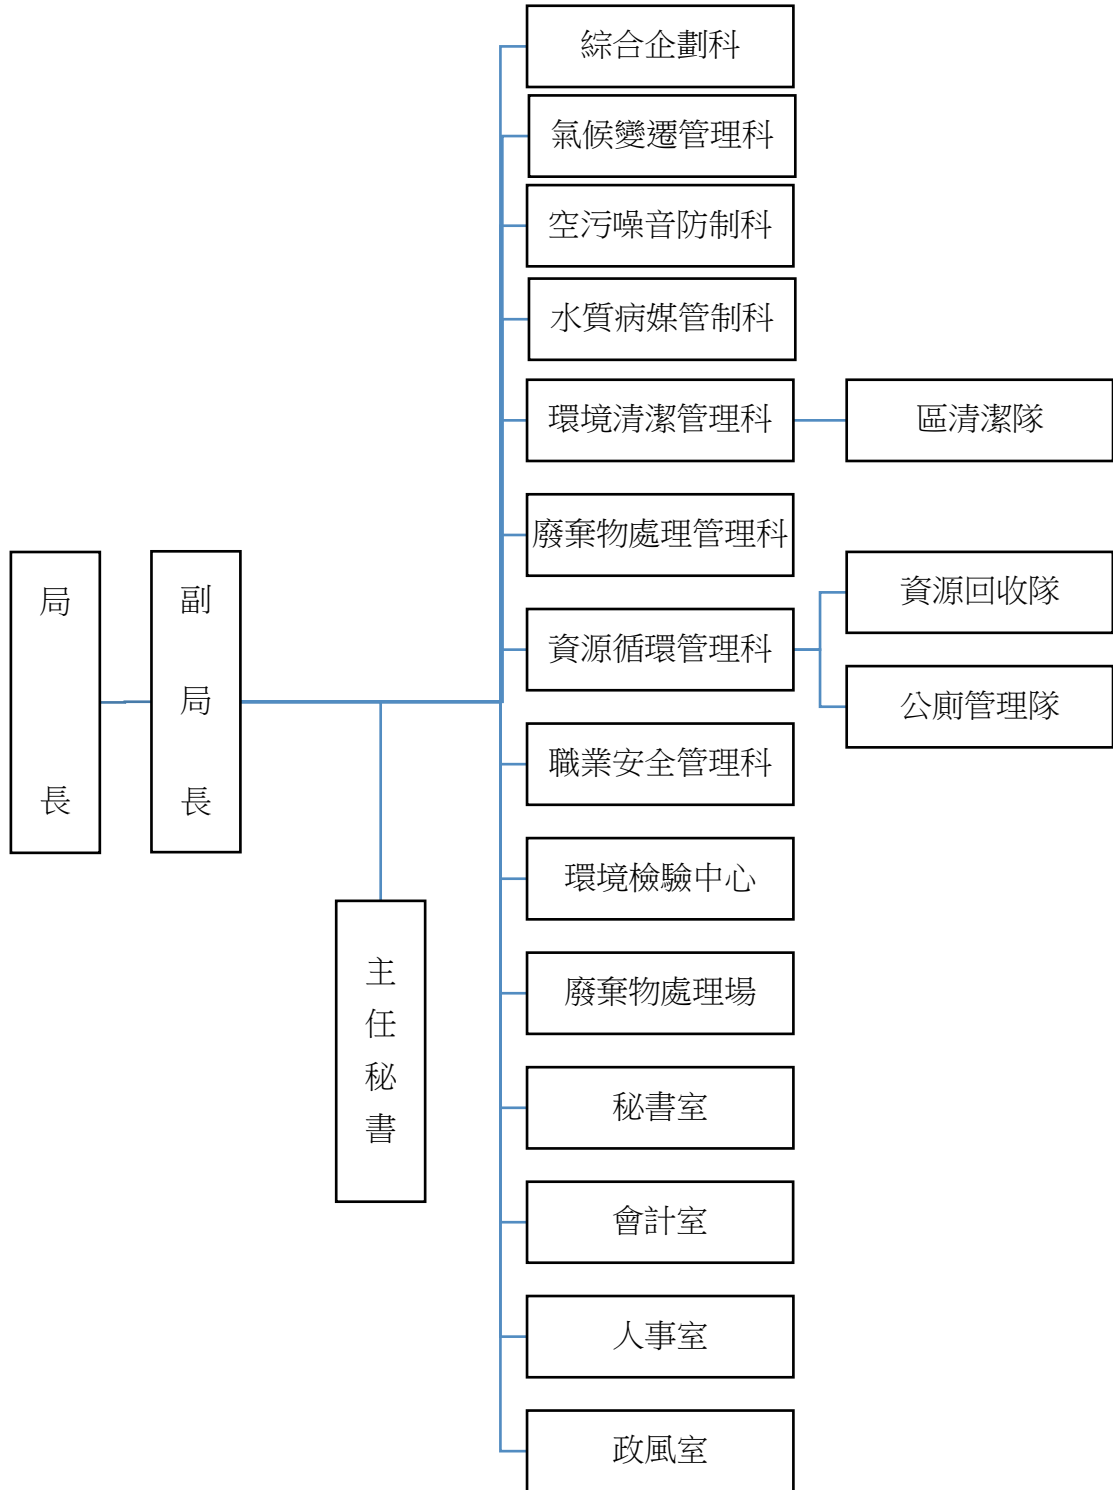 局長
副局長
主任秘書
綜合企劃科
氣候變遷管理科
空污噪音防制科
水質病媒管制科
環境清潔管理科
區清潔隊
廢棄物處理管理科
資源循環管理科
資源回收隊
公廁管理隊
職業安全管理科
環境檢驗中心
廢棄物處理場
秘書室
會計室
人事室
政風室